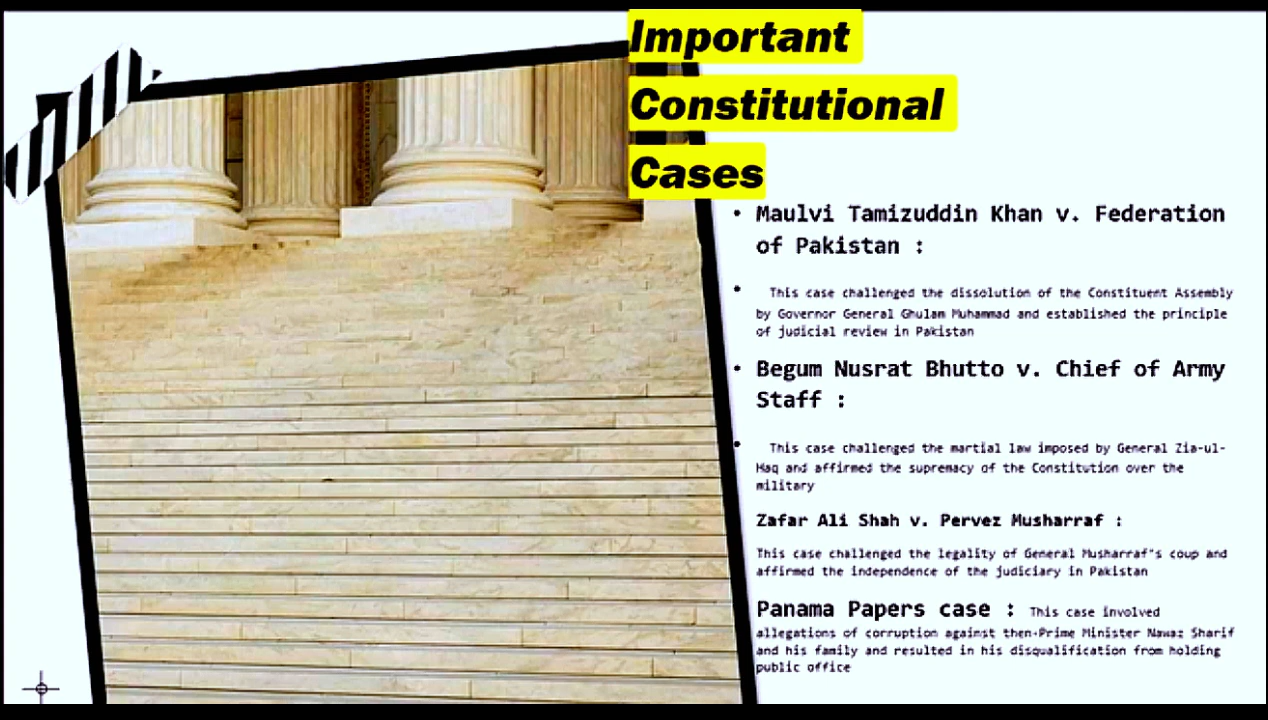 Important
Constitutional
Cases
• Maulvi Tamizuddin Khan v. Federation
of Pakistan :
• This case challenged the dissolution of the Constituent Assembly
by Governor General Ghulam Muhammad and established the principle
of judicial review in Pakistan
• Begum Nusrat Bhutto v. Chief of Army
Staff :
• This case challenged the martial law imposed by General Zia-ul-
Haq and affirmed the supremacy of the Constitution over the
military
Zafar Ali Shah v. Pervez Musharraf :
This case challenged the legality of General Musharraf's coup and
affirmed the independence of the judiciary in Pakistan
Panama Papers case : This case involved
allegations of corruption against then-Prime Minister Nawaz Sharif
and his family and resulted in his disqualification from holding
public office